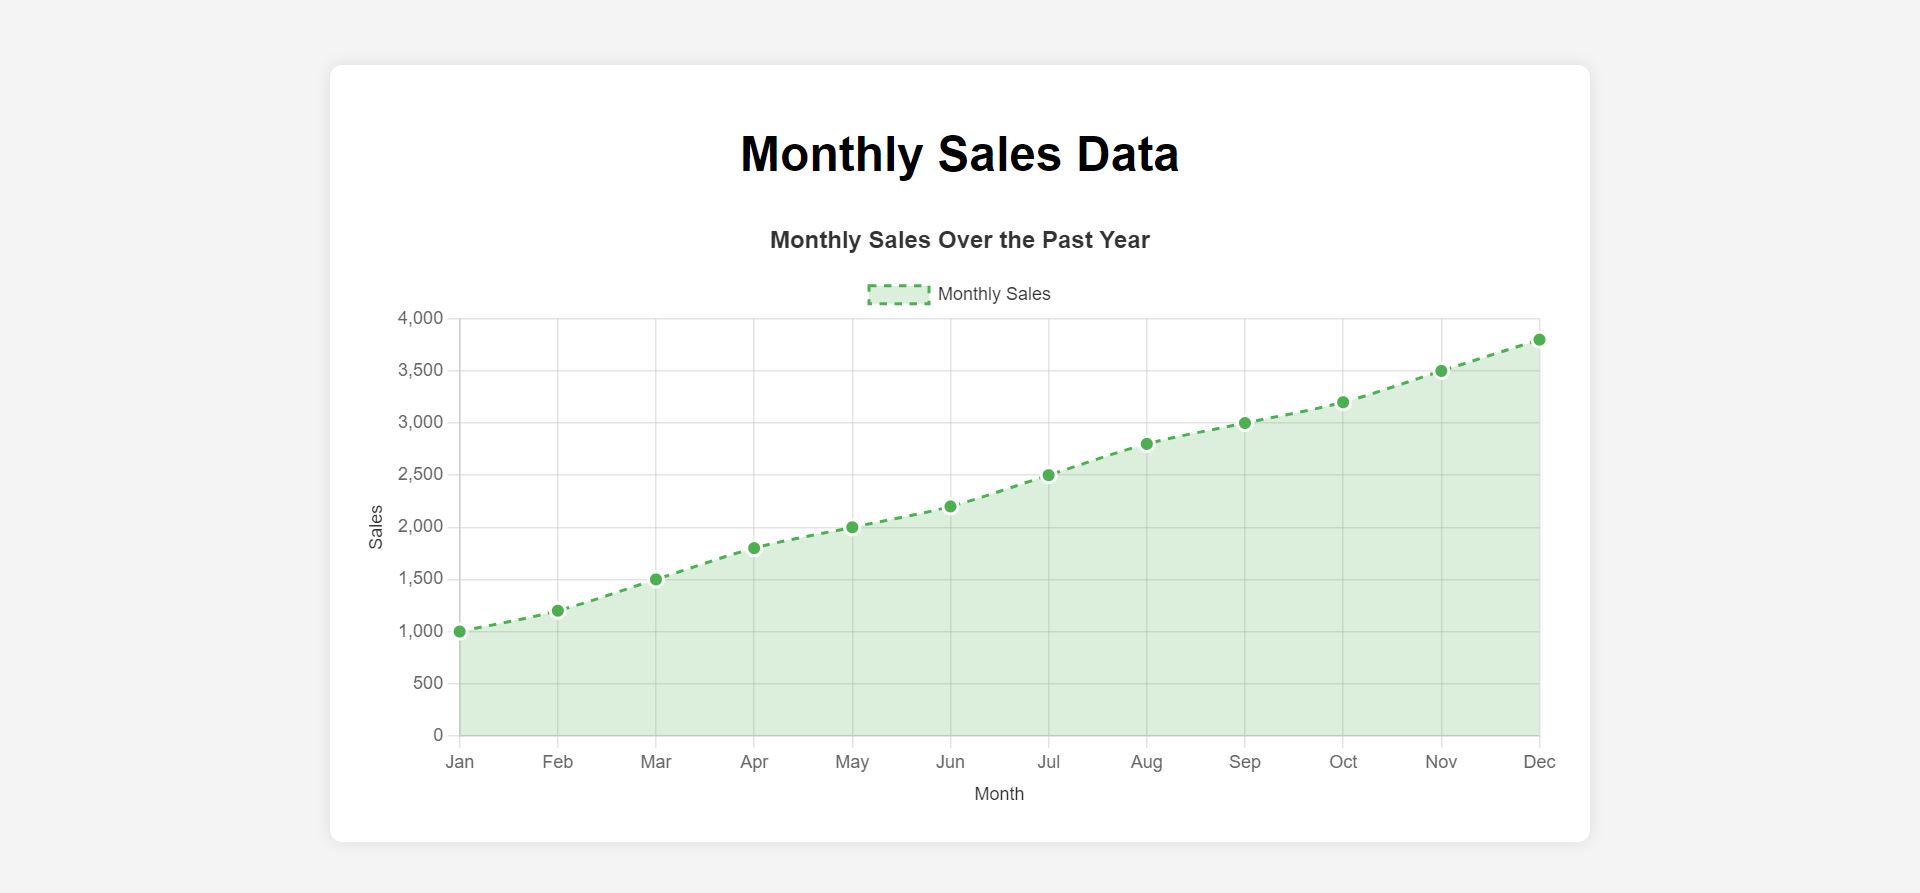 Monthly Sales Data
Monthly Sales Over the Past Year
Monthly Sales
4,000
3,500
3,000
2,500
2,000
1,500
1,000
500
0
Sales
Jan Feb Mar Apr May Jun Jul Aug Sep Oct Nov Dec
Month